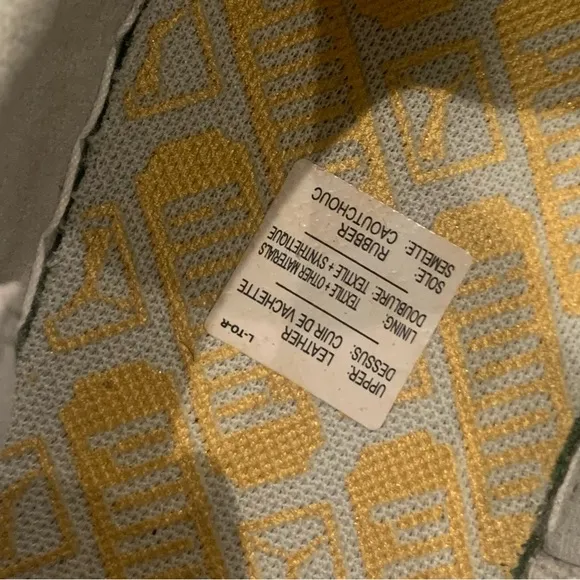 UPPER: LEATHER
DESSUS: CUIR DE VACHETTE
LINING: TEXTILE + OTHER MATERIALS
DOUBLURE: TEXTILE + SYNTHETIQUE
SOLE: RUBBER
SEMELLE: CAOUTCHOUC
L-TO-R